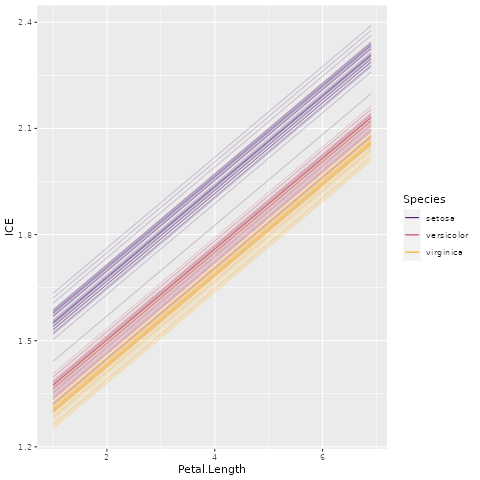 2.4
2.1
1.8
1.5
1.2
ICE
2
4
6
Petal.Length
Species
setosa
versicolor
virginica